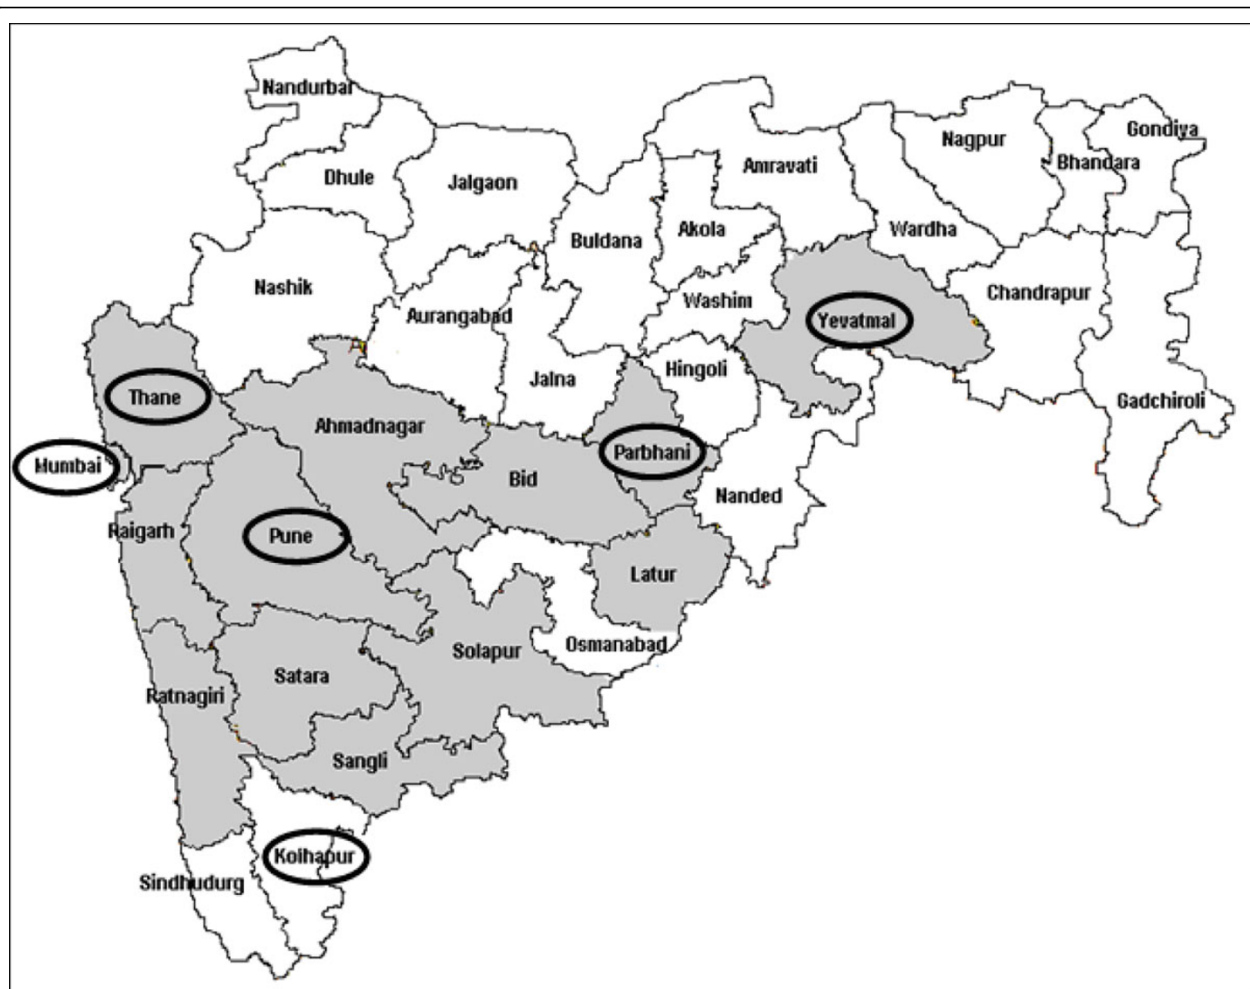 Nandurbar
Dhule
Jalgaon
Buldana
Akola
Amravati
Wardha
Nagpur
Bhandara
Gondiya
Nashik
Aurangabad
Jalna
Washim
Hingoli
Yevatmal
Chandrapur
Gadchiroli
Thane
Mumbai
Ahmadnagar
Bid
Parbhani
Nanded
Raigarh
Pune
Latur
Osmanabad
Solapur
Satara
Ratnagiri
Sangli
Kolhapur
Sindhudurg